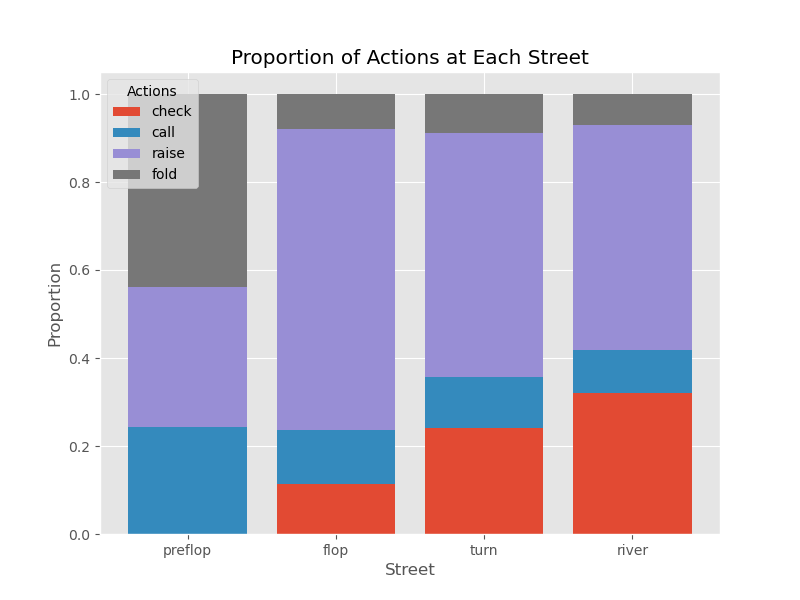 Proportion of Actions at Each Street
Actions
check
call
raise
fold
Proportion
1.0
0.8
0.6
0.4
0.2
0.0
preflop
flop
turn
river
Street